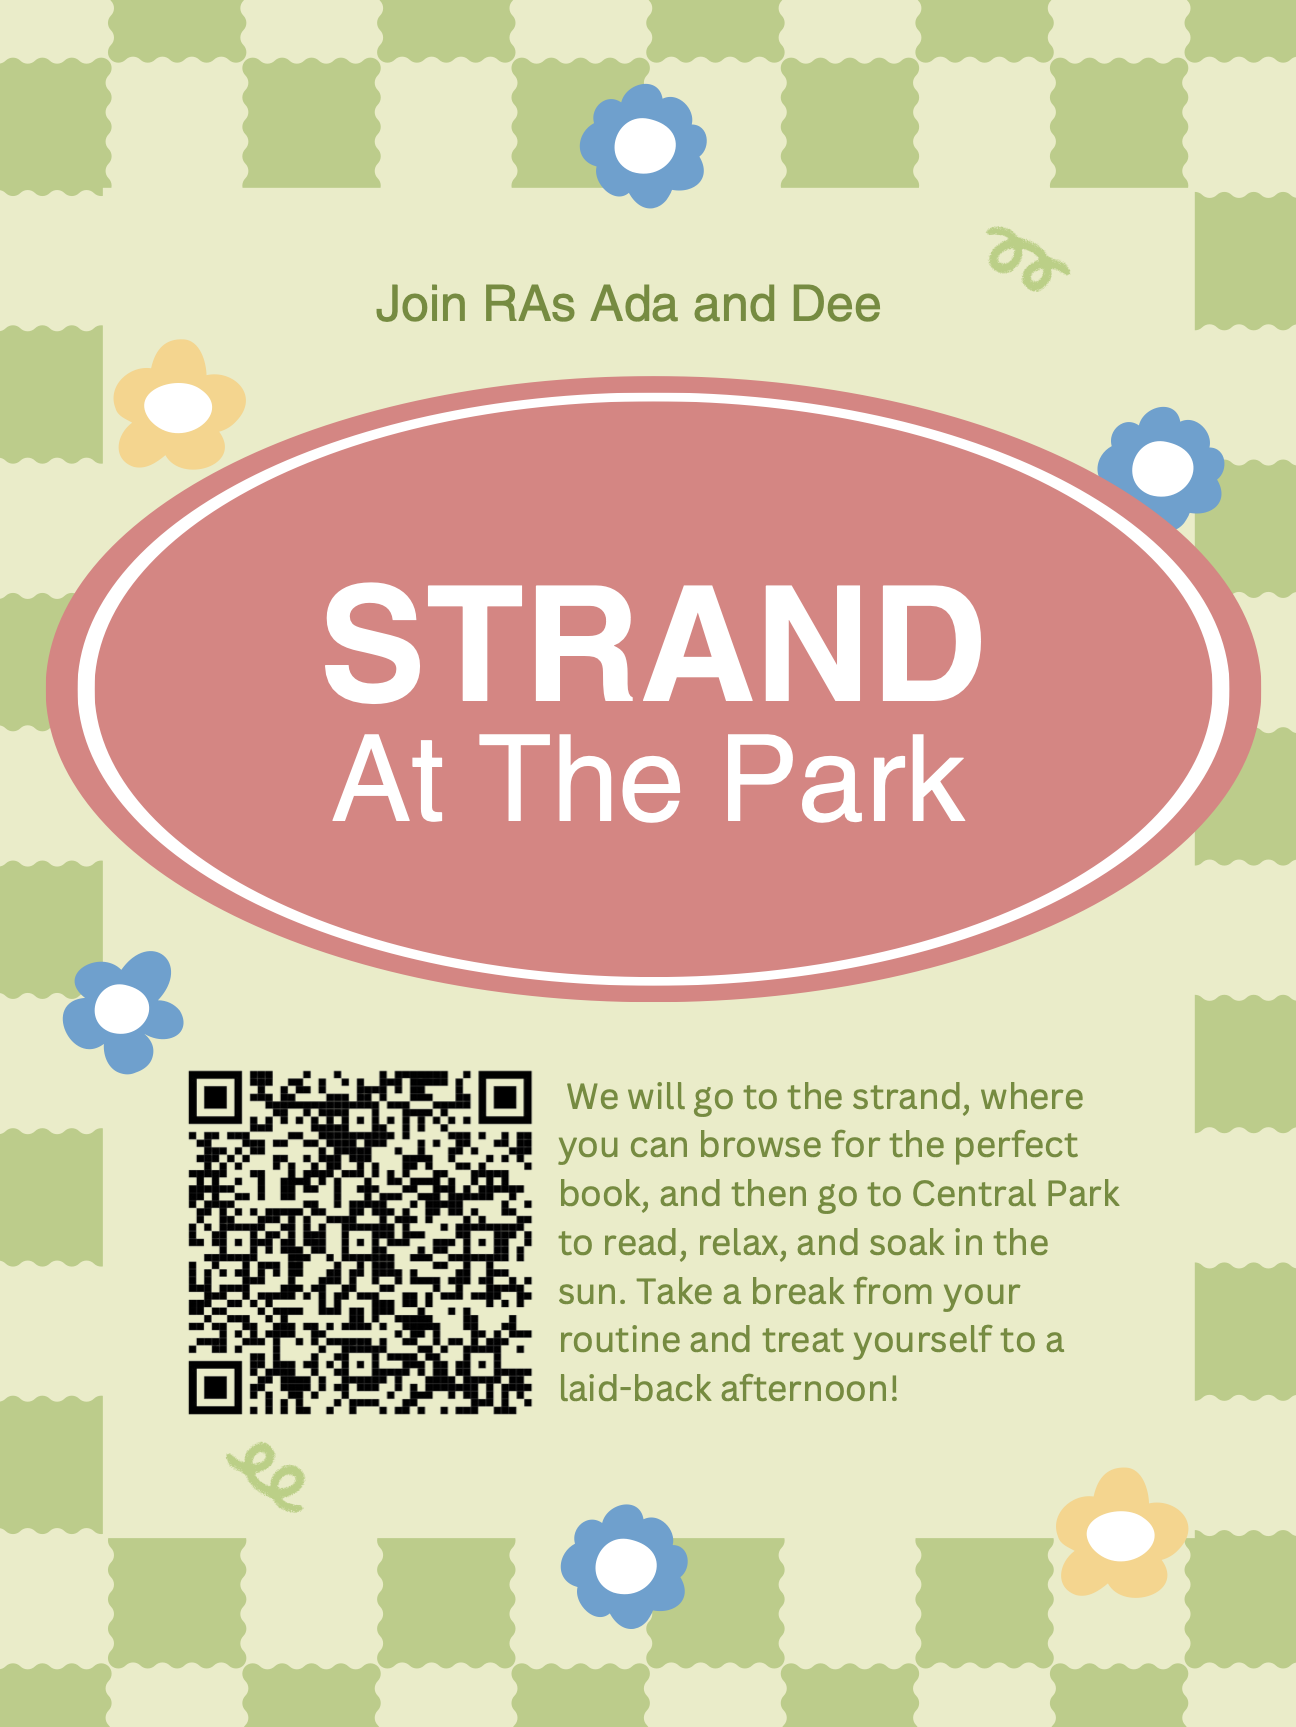 Join RAs Ada and Dee
STRAND
At The Park
We will go to the strand, where
you can browse for the perfect
book, and then go to Central Park
to read, relax, and soak in the
sun. Take a break from your
routine and treat yourself to a
laid-back afternoon!